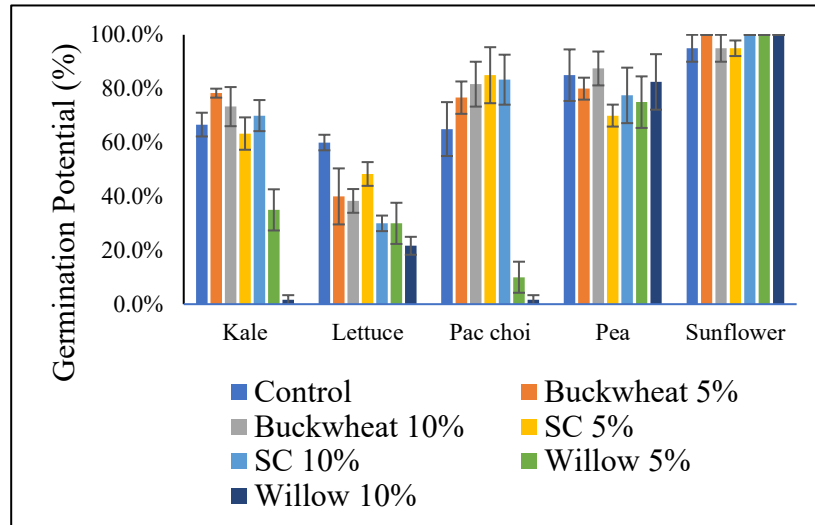 Germination Potential (%)
100.0%
80.0%
60.0%
40.0%
20.0%
0.0%
Kale Lettuce Pac choi Pea Sunflower
Control Buckwheat 5%
Buckwheat 10% SC 5%
SC 10% Willow 5%
Willow 10%